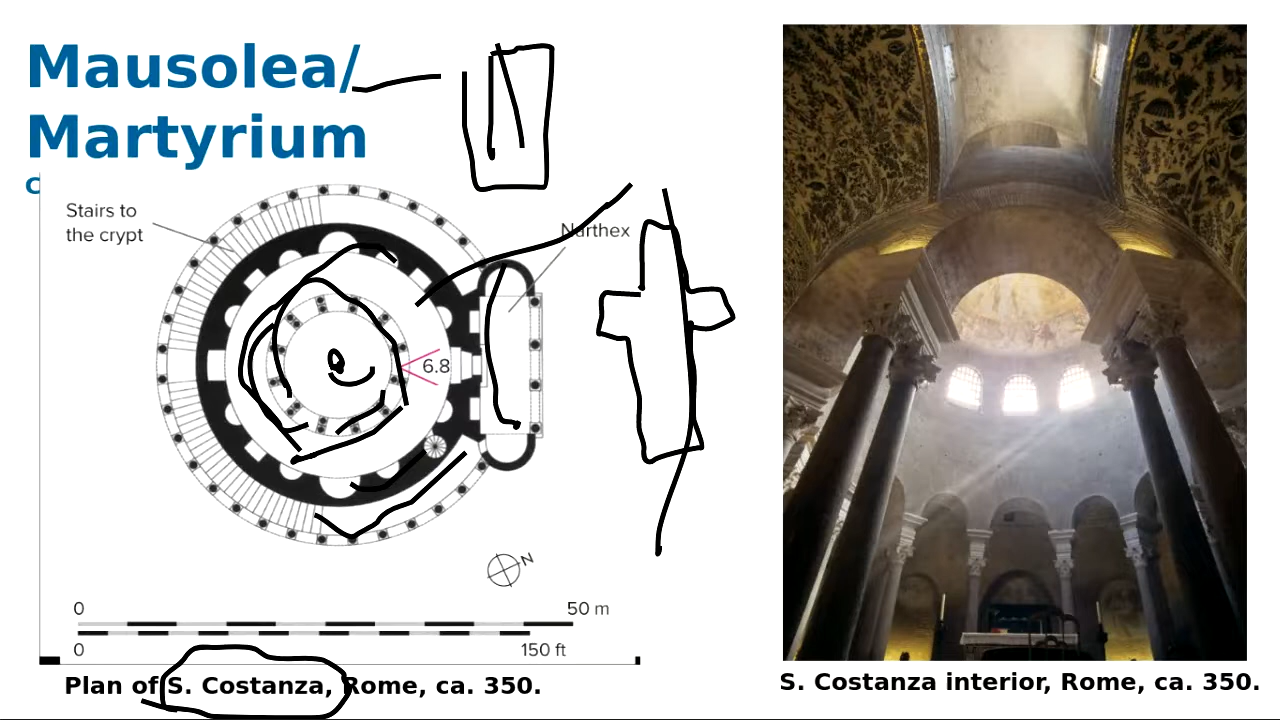 Mausolea/
Martyrium
Stairs to
the crypt
Narthex
6.8
N
0 50 m
0 150 ft
Plan of S. Costanza, Rome, ca. 350.
S. Costanza interior, Rome, ca. 350.